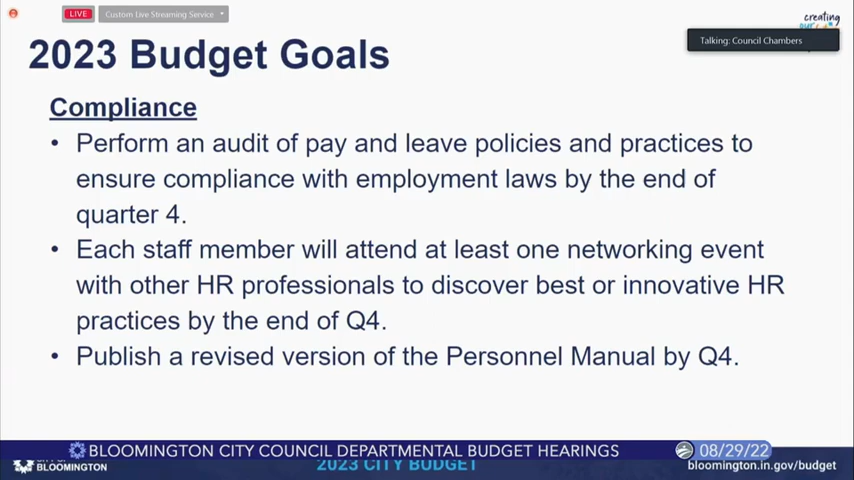 LIVE
Custom Live Streaming Service
creating
Talking: Council Chambers
2023 Budget Goals
Compliance
• Perform an audit of pay and leave policies and practices to
ensure compliance with employment laws by the end of
quarter 4.
• Each staff member will attend at least one networking event
with other HR professionals to discover best or innovative HR
practices by the end of Q4.
• Publish a revised version of the Personnel Manual by Q4.
BLOOMINGTON CITY COUNCIL DEPARTMENTAL BUDGET HEARINGS
08/29/22
BLOOMINGTON
2023 CITY BUDGET
bloomington.in.gov/budget